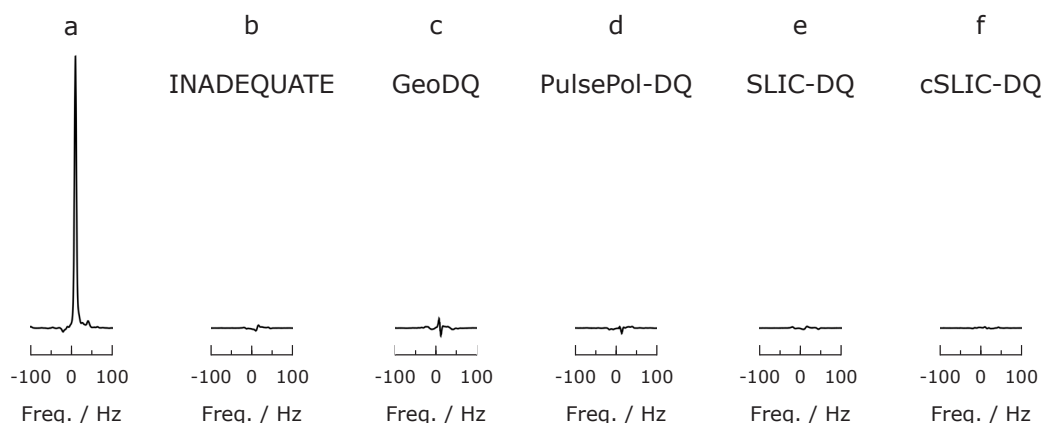 a b c d e f
INADEQUATE GeoDQ PulsePol-DQ SLIC-DQ cSLIC-DQ
-100 0 100 -100 0 100 -100 0 100 -100 0 100 -100 0 100 -100 0 100
Freq. / Hz Freq. / Hz Freq. / Hz Freq. / Hz Freq. / Hz Freq. / Hz